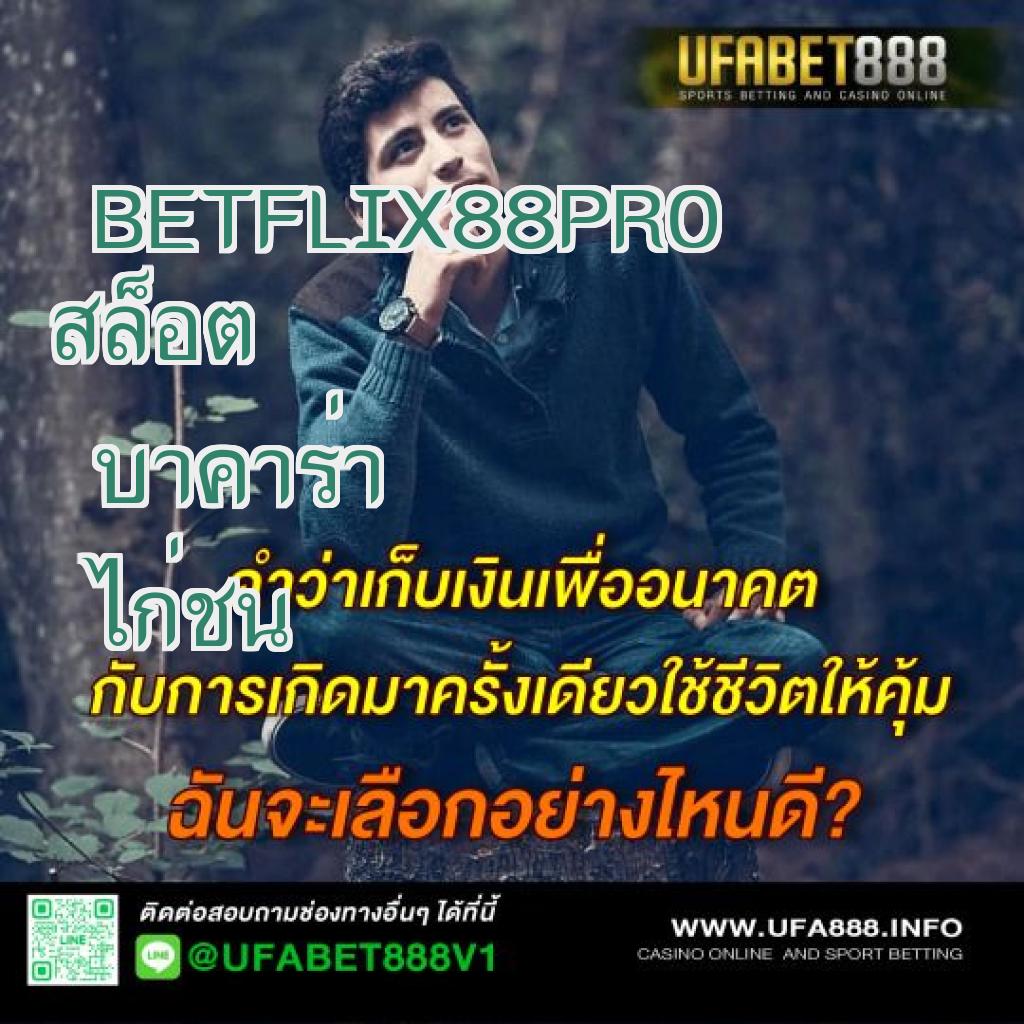 UFABET888
SPORTS BETTING AND CASINO ONLINE
BETFLIX88PRO
สล็อต
บาคาร่า
ไก่ชน
คำว่าเก็บเงินเพื่ออนาคต
กับการเกิดมาครั้งเดียวใช้ชีวิตให้คุ้ม
ฉันจะเลือกอย่างไหนดี?
ติดต่อสอบถามช่องทางอื่นๆ ได้ที่นี้
LINE
LINE @UFABET888V1
WWW.UFA888.INFO
CASINO ONLINE AND SPORT BETTING